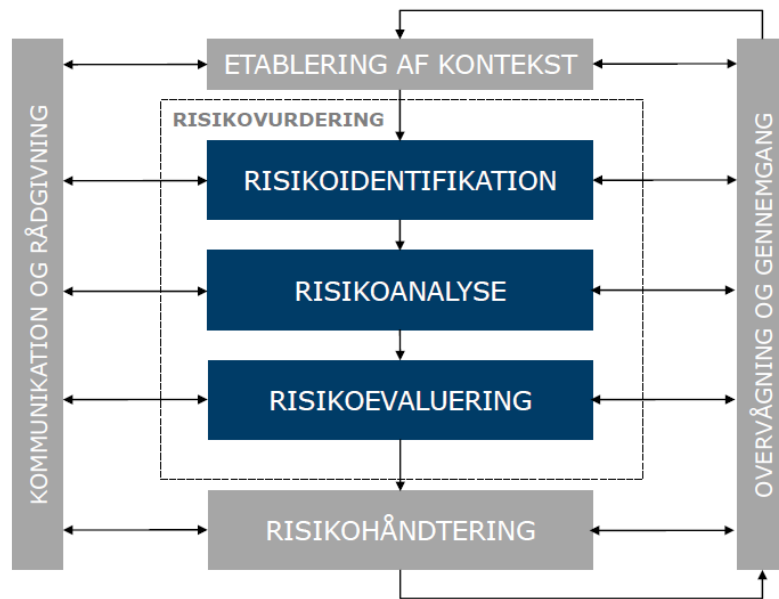 ETABLERING AF KONTEKST
RISIKOVURDERING
RISIKOIDENTIFIKATION
RISIKOANALYSE
RISIKOEVALUERING
RISIKOHÅNDTERING
KOMMUNIKATION OG RÅDGIVNING
OVERVÅGNING OG GENNEMGANG